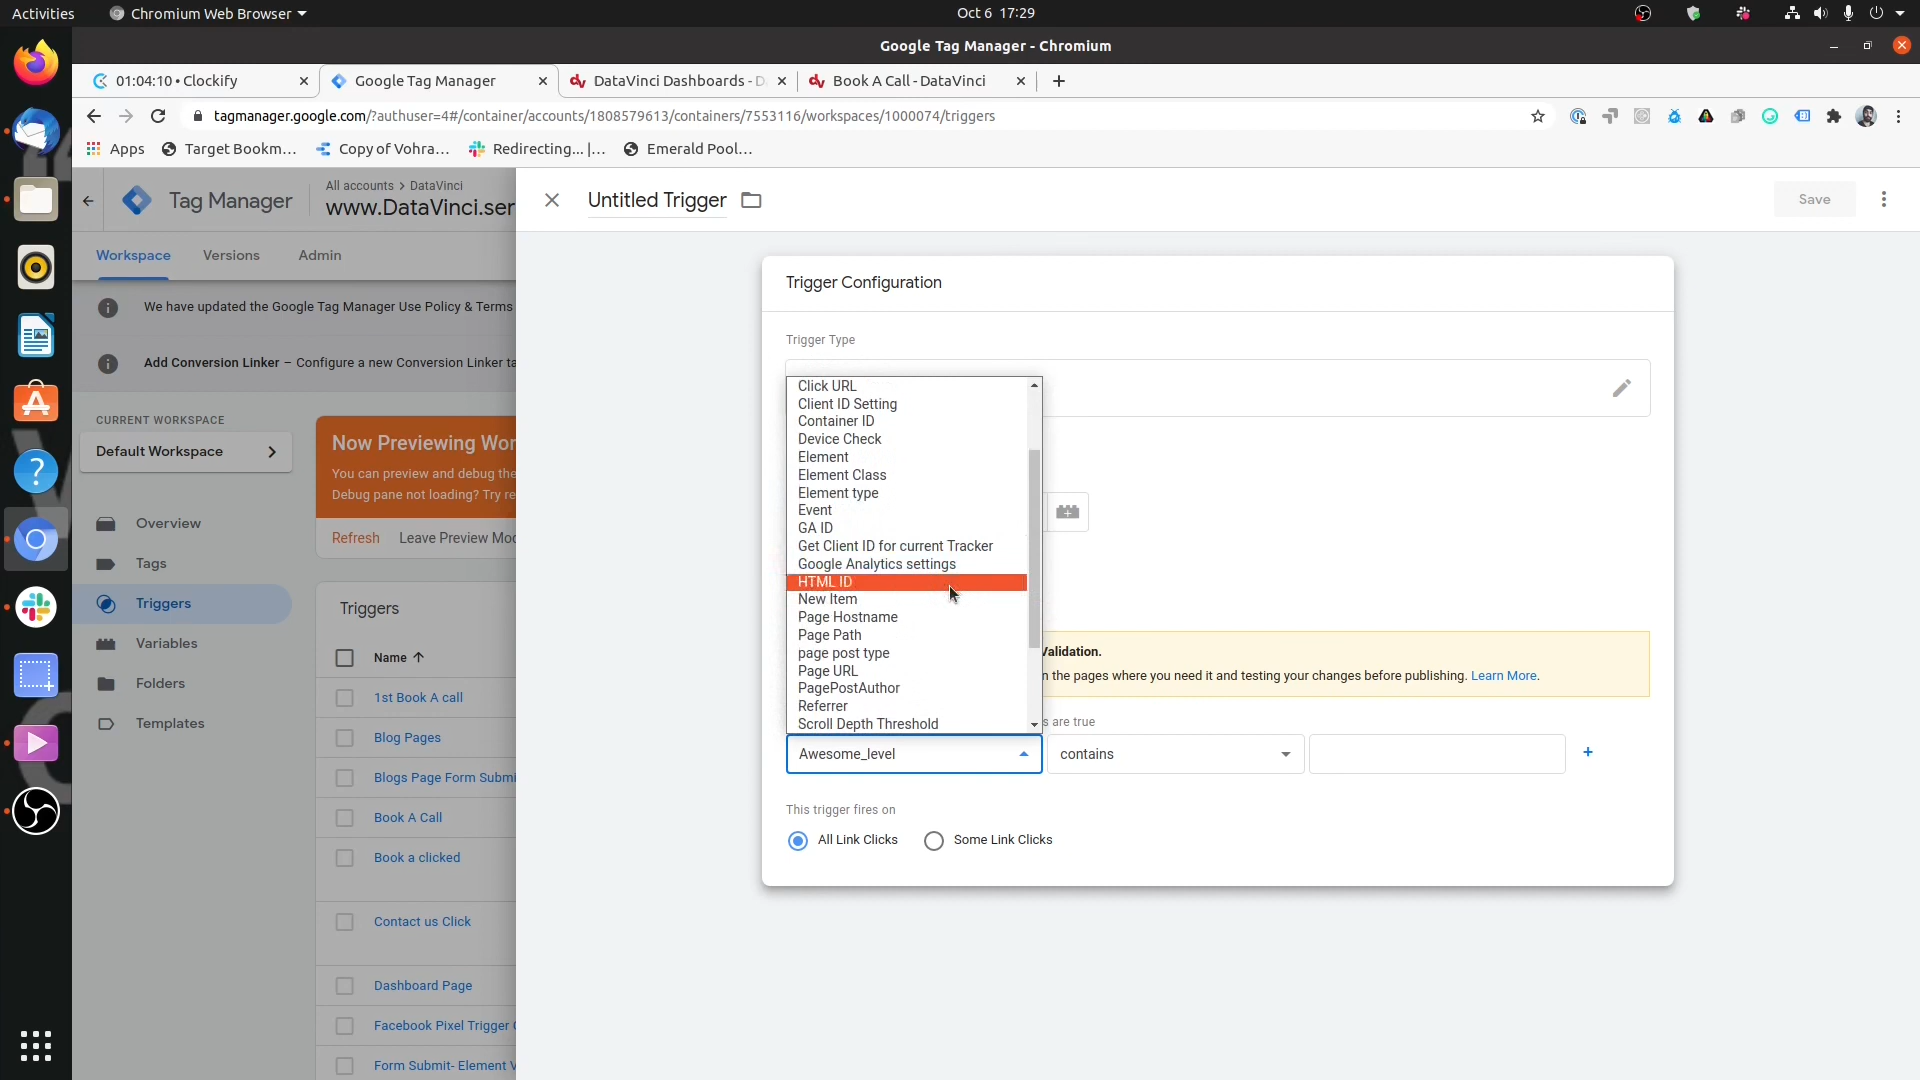 Activities
Chromium Web Browser
Oct 6 17:29
Google Tag Manager - Chromium
01:04:10 • Clockify
Google Tag Manager
DataVinci Dashboards - D
Book A Call - DataVinci
tagmanager.google.com/?authuser=4#/container/accounts/1808579613/containers/7553116/workspaces/1000074/triggers
Apps
Target Bookm...
Copy of Vohra...
Redirecting... |...
Emerald Pool...
Tag Manager
All accounts > DataVinci
www.DataVinci.ser
Untitled Trigger
Save
Workspace
Versions
Admin
We have updated the Google Tag Manager Use Policy & Terms
Add Conversion Linker – Configure a new Conversion Linker ta
CURRENT WORKSPACE
Default Workspace
Now Previewing Wor
You can preview and debug the
Debug pane not loading? Try re
Refresh
Leave Preview Mod
Overview
Tags
Triggers
Variables
Folders
Templates
Triggers
Name
1st Book A call
Blog Pages
Blogs Page Form Submi
Book A Call
Book a clicked
Contact us Click
Dashboard Page
Facebook Pixel Trigger
Form Submit- Element V
Trigger Configuration
Trigger Type
Click URL
Client ID Setting
Container ID
Device Check
Element
Element Class
Element type
Event
GA ID
Get Client ID for current Tracker
Google Analytics settings
HTML ID
New Item
Page Hostname
Page Path
page post type
Page URL
PagePostAuthor
Referrer
Scroll Depth Threshold
Validation.
n the pages where you need it and testing your changes before publishing. Learn More.
s are true
Awesome_level
contains
+
This trigger fires on
All Link Clicks
Some Link Clicks